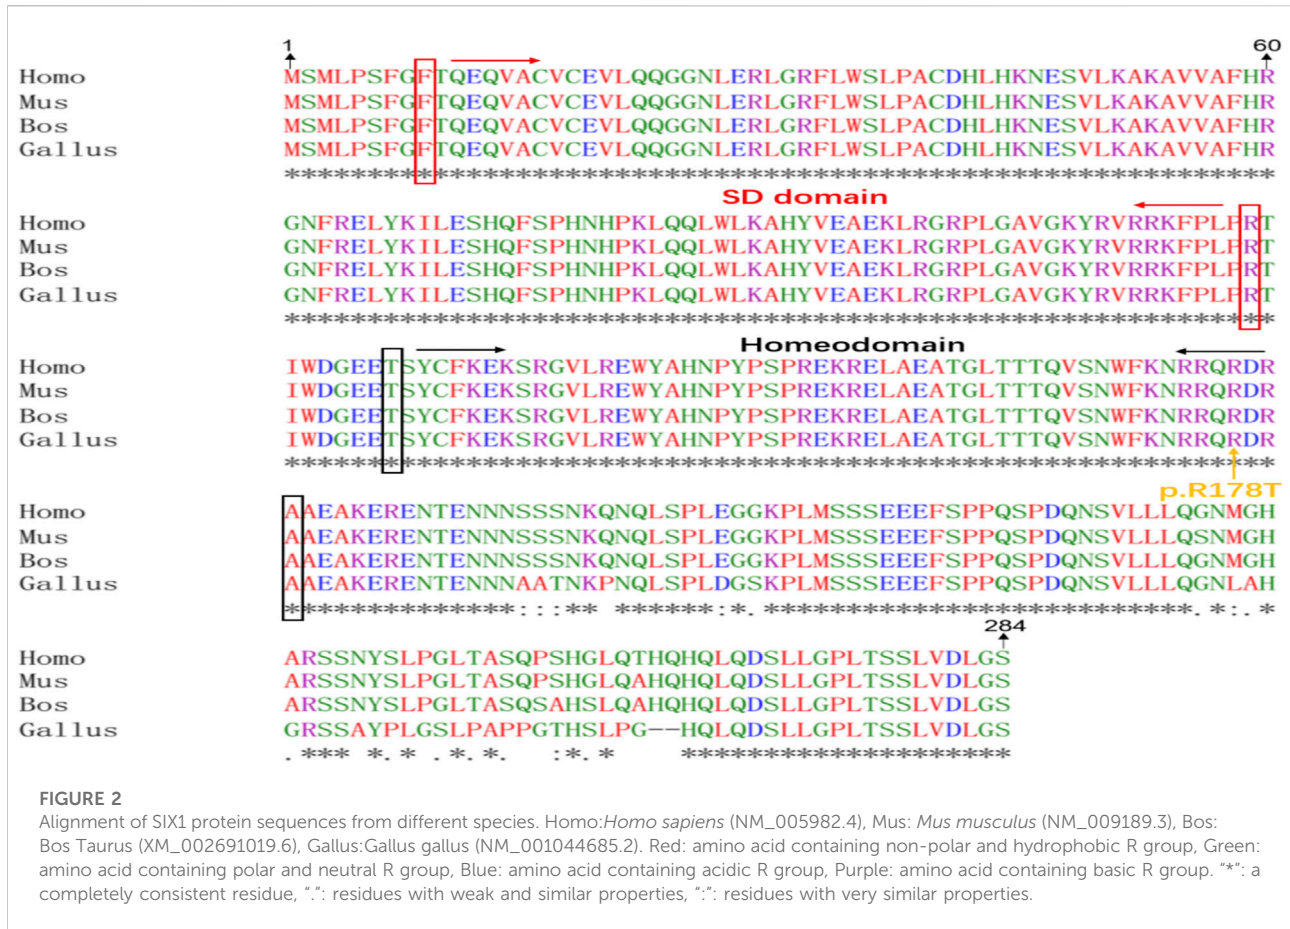 1 60
Homo MSMLPSFGFTQEQVACVCEVLQQGGNLERLGRFLWSLPACDHLHKNESVLKAKAVVAFHR
Mus MSMLPSFGFTQEQVACVCEVLQQGGNLERLGRFLWSLPACDHLHKNESVLKAKAVVAFHR
Bos MSMLPSFGFTQEQVACVCEVLQQGGNLERLGRFLWSLPACDHLHKNESVLKAKAVVAFHR
Gallus MSMLPSFGFTQEQVACVCEVLQQGGNLERLGRFLWSLPACDHLHKNESVLKAKAVVAFHR
************************************************************
SD domain
Homo GNFRELYKILESHQFSPHNHPKLQQLWLKAHYVEAEKLRGRPLGAVGKYRVRRKFPLPRT
Mus GNFRELYKILESHQFSPHNHPKLQQLWLKAHYVEAEKLRGRPLGAVGKYRVRRKFPLPRT
Bos GNFRELYKILESHQFSPHNHPKLQQLWLKAHYVEAEKLRGRPLGAVGKYRVRRKFPLPRT
Gallus GNFRELYKILESHQFSPHNHPKLQQLWLKAHYVEAEKLRGRPLGAVGKYRVRRKFPLPRT
************************************************************
Homeodomain
Homo IWDGEETSYCFKEKSRGVLREWYAHNPYPSPREKRELAEATGLTTTQVSNWFKNRRQRDR
Mus IWDGEETSYCFKEKSRGVLREWYAHNPYPSPREKRELAEATGLTTTQVSNWFKNRRQRDR
Bos IWDGEETSYCFKEKSRGVLREWYAHNPYPSPREKRELAEATGLTTTQVSNWFKNRRQRDR
Gallus IWDGEETSYCFKEKSRGVLREWYAHNPYPSPREKRELAEATGLTTTQVSNWFKNRRQRDR
************************************************************
p.R178T
Homo AAEAKERENTENNNSSSNKQNQLSPLEGGKPLMSSSEEEFSPPQSPDQNSVLLLQGNMGH
Mus AAEAKERENTENNNSSSNKQNQLSPLEGGKPLMSSSEEEFSPPQSPDQNSVLLLQSNMGH
Bos AAEAKERENTENNNSSSNKQNQLSPLEGGKPLMSSSEEEFSPPQSPDQNSVLLLQGNMGH
Gallus AAEAKERENTENNNAATNKPNQLSPLDGSKPLMSSSEEEFSPPQSPDQNSVLLLQGNLAH
**************:::** ******:*.**************************.*:.*
284
Homo ARSSNYSLPGLTASQPSHGLQTHQHQLQDSLLGPLTSSLVDLGS
Mus ARSSNYSLPGLTASQPSHGLQAHQHQLQDSLLGPLTSSLVDLGS
Bos ARSSNYSLPGLTASQSAHSLQAHQHQLQDSLLGPLTSSLVDLGS
Gallus GRSSAYPLGSLPAPPGTHSLPG--HQLQDSLLGPLTSSLVDLGS
.*** *.* .*.*.  :*.*    ********************
FIGURE 2
Alignment of SIX1 protein sequences from different species. Homo:Homo sapiens (NM_005982.4), Mus: Mus musculus (NM_009189.3), Bos:
Bos Taurus (XM_002691019.6), Gallus:Gallus gallus (NM_001044685.2). Red: amino acid containing non-polar and hydrophobic R group, Green:
amino acid containing polar and neutral R group, Blue: amino acid containing acidic R group, Purple: amino acid containing basic R group. "*": a
completely consistent residue, ".": residues with weak and similar properties, ":": residues with very similar properties.